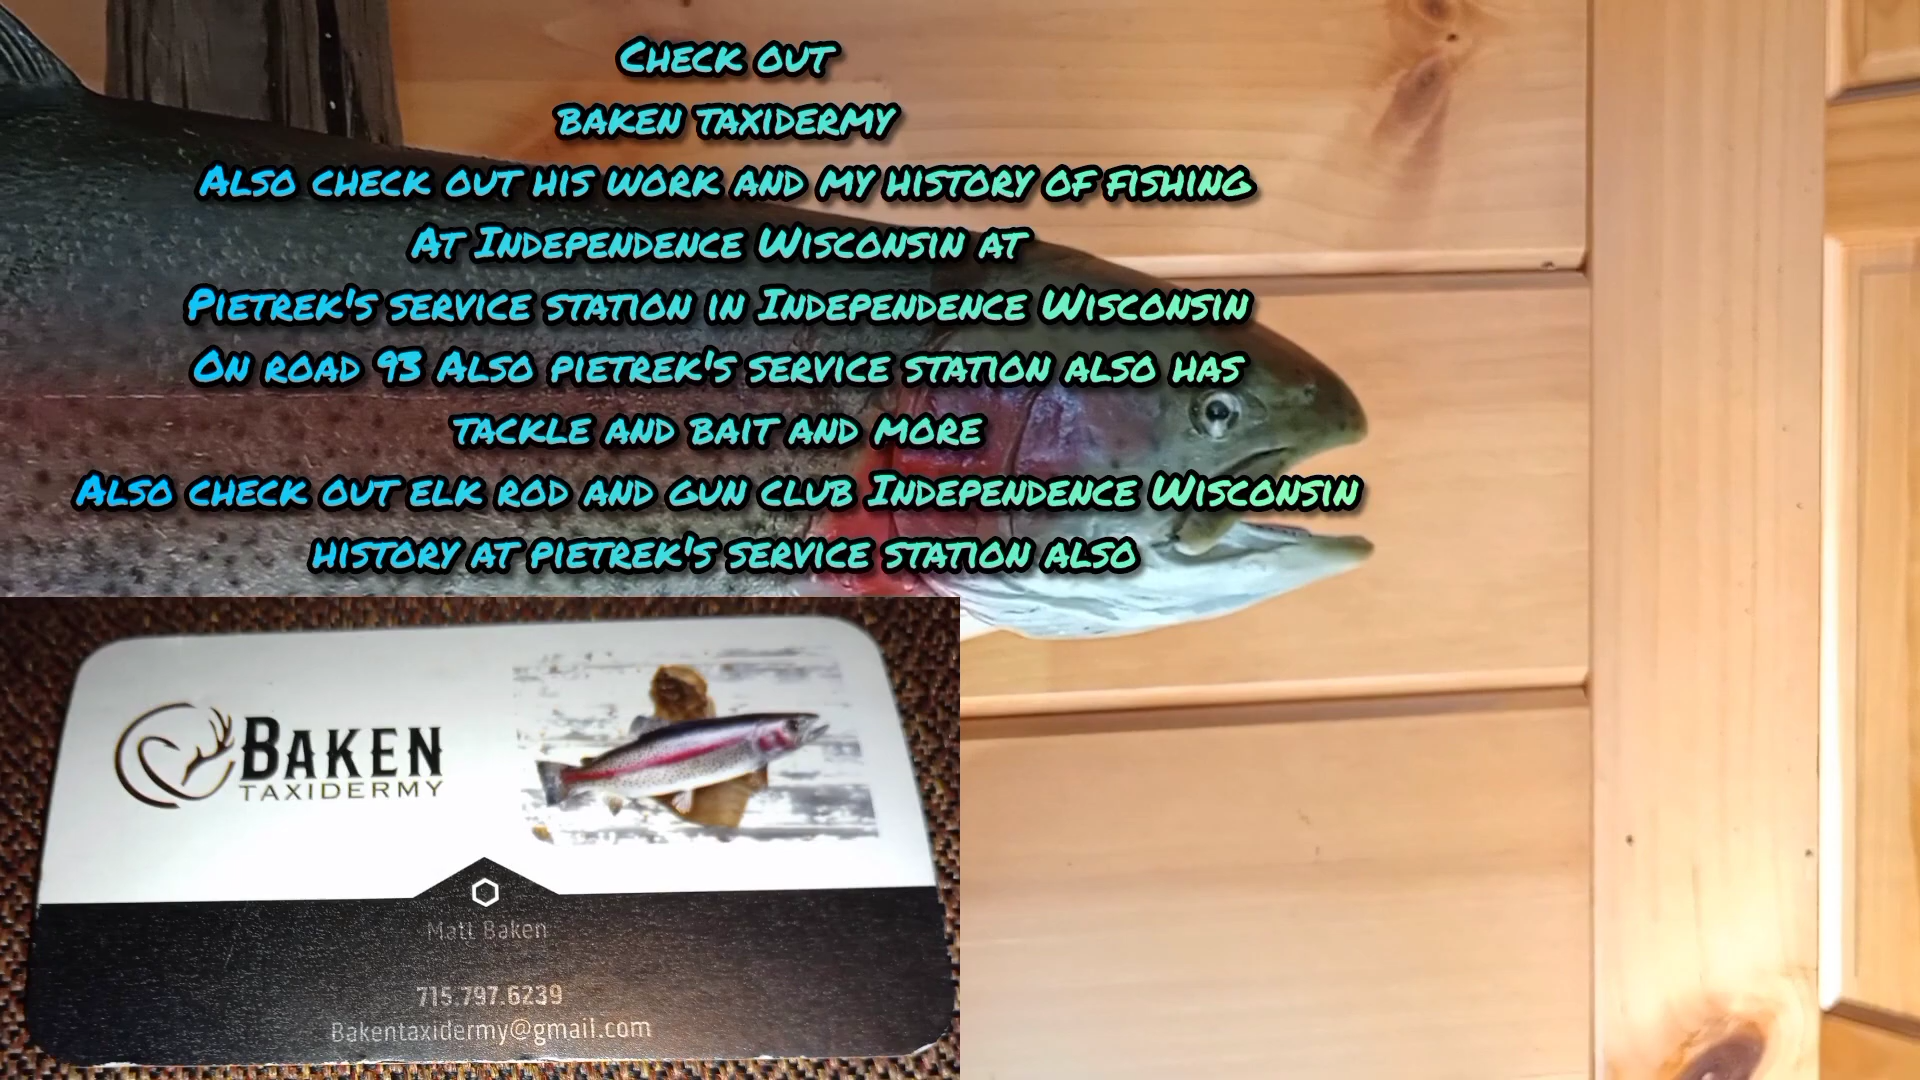 Check out
baken taxidermy
Also check out his work and my history of fishing
At Independence Wisconsin at
Pietrek's service station in Independence Wisconsin
On road 93 Also pietrek's service station also has
tackle and bait and more
Also check out elk rod and gun club Independence Wisconsin
history at pietrek's service station also
BAKEN
TAXIDERMY
Matt Baken
715.797.6239
Bakentaxidermy@gmail.com